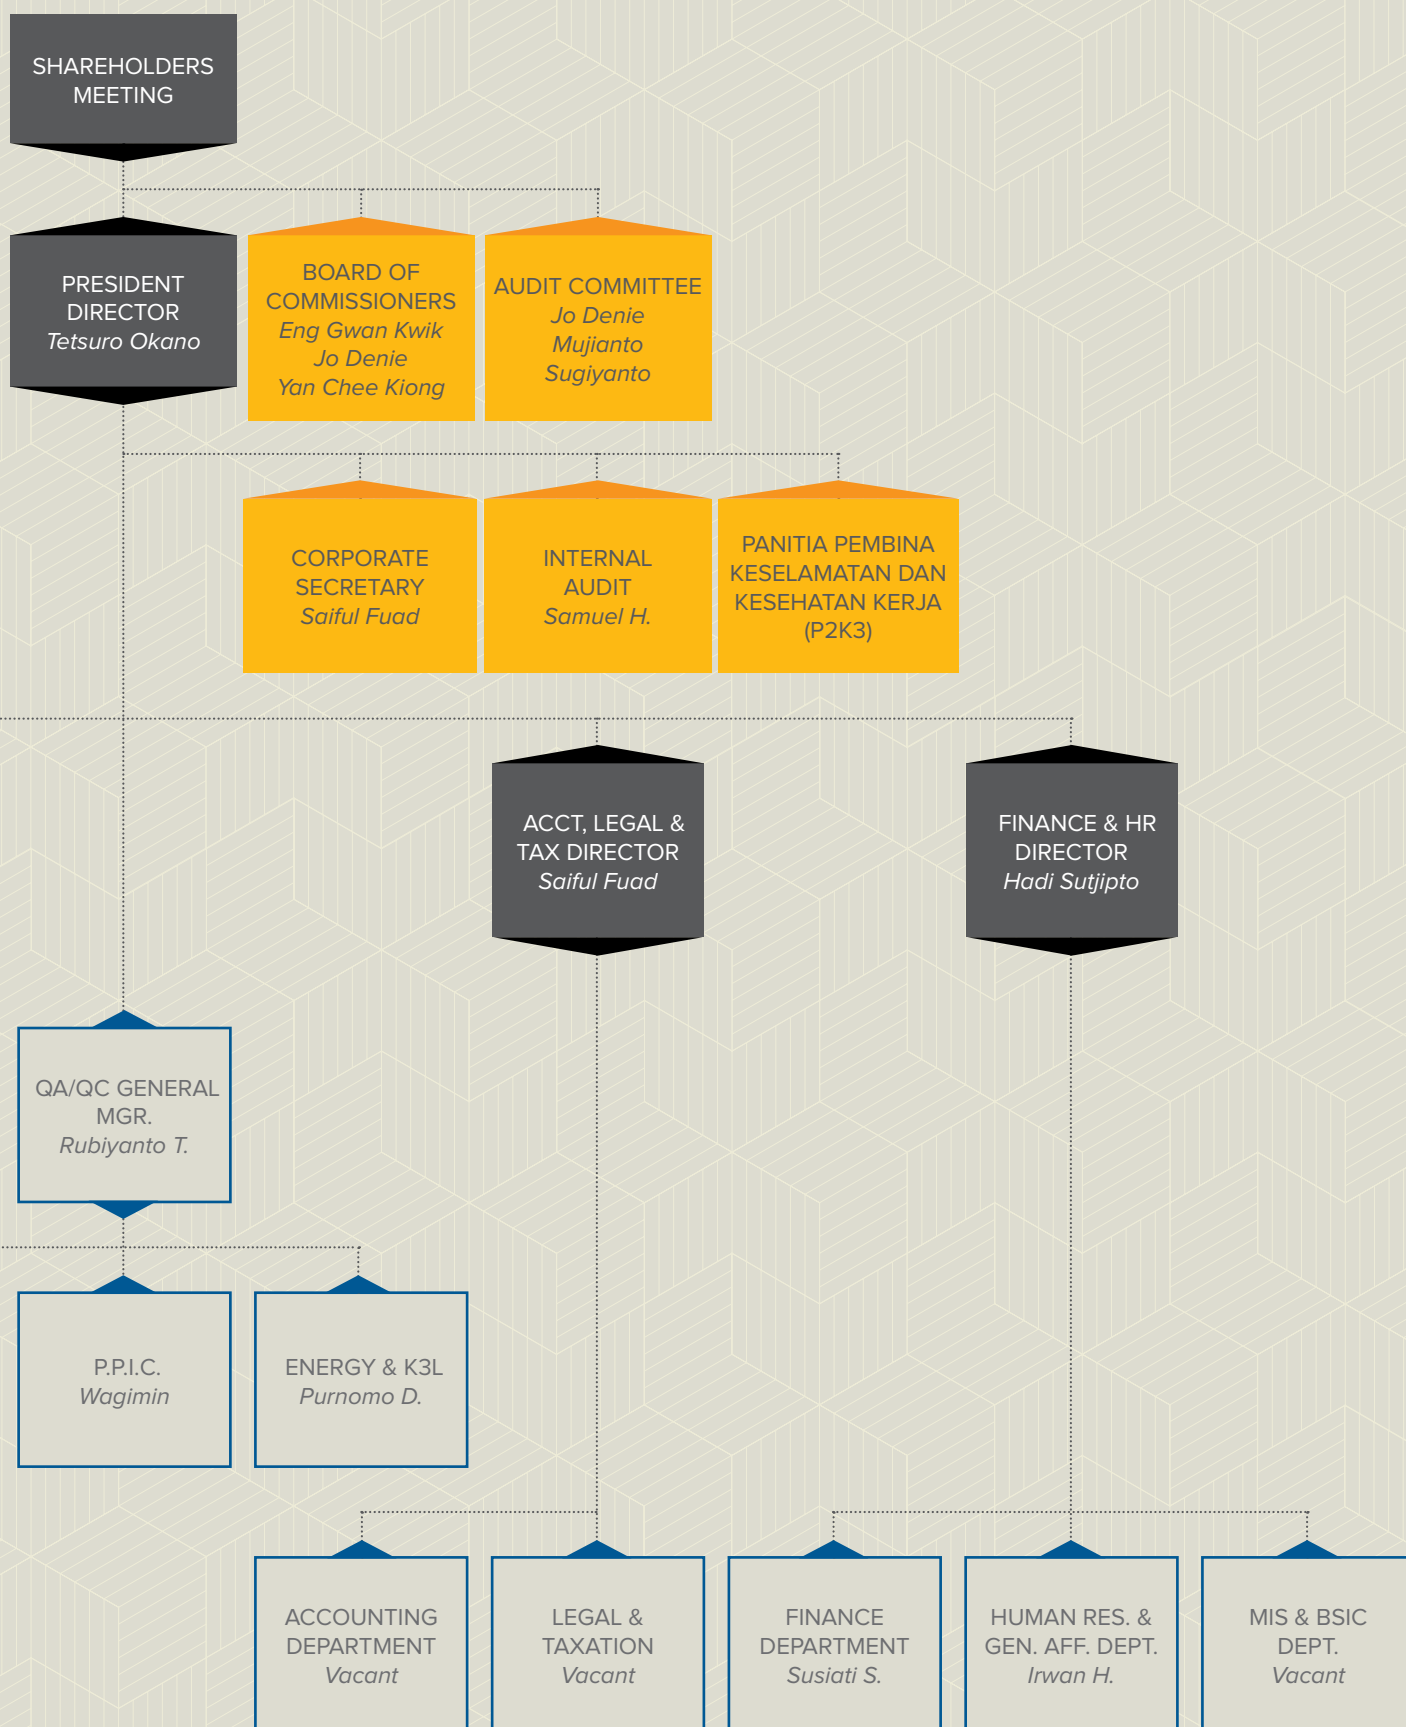 SHAREHOLDERS
MEETING
PRESIDENT
DIRECTOR
Tetsuro Okano
BOARD OF
COMMISSIONERS
Eng Gwan Kwik
Jo Denie
Yan Chee Kiong
AUDIT COMMITTEE
Jo Denie
Mujianto
Sugiyanto
CORPORATE
SECRETARY
Saiful Fuad
INTERNAL
AUDIT
Samuel H.
PANITIA PEMBINA
KESELAMATAN DAN
KESEHATAN KERJA
(P2K3)
ACCT, LEGAL &
TAX DIRECTOR
Saiful Fuad
FINANCE & HR
DIRECTOR
Hadi Sutjipto
QA/QC GENERAL
MGR.
Rubiyanto T.
P.P.I.C.
Wagimin
ENERGY & K3L
Purnomo D.
ACCOUNTING
DEPARTMENT
Vacant
LEGAL &
TAXATION
Vacant
FINANCE
DEPARTMENT
Susiati S.
HUMAN RES. &
GEN. AFF. DEPT.
Irwan H.
MIS & BSIC
DEPT.
Vacant